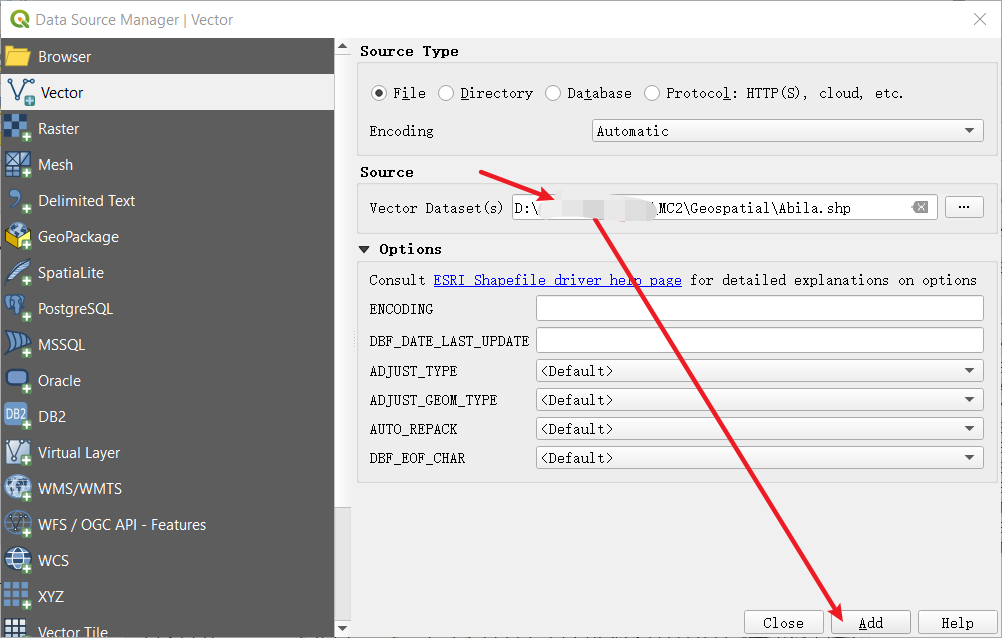 Data Source Manager | Vector
Browser
Vector
Raster
Mesh
Delimited Text
GeoPackage
SpatiaLite
PostgreSQL
MSSQL
Oracle
DB2
DB2
Virtual Layer
WMS/WMTS
WFS / OGC API - Features
WCS
XYZ
Vector Tile
Source Type
File Directory Database Protocol: HTTP(S), cloud, etc.
Encoding Automatic
Source
Vector Dataset(s) D:\ \MC2\Geospatial\Abila.shp ...
Options
Consult ESRI Shapefile driver help page for detailed explanations on options
ENCODING
DBF_DATE_LAST_UPDATE
ADJUST_TYPE <Default>
ADJUST_GEOM_TYPE <Default>
AUTO_REPACK <Default>
DBF_EOF_CHAR <Default>
Close Add Help